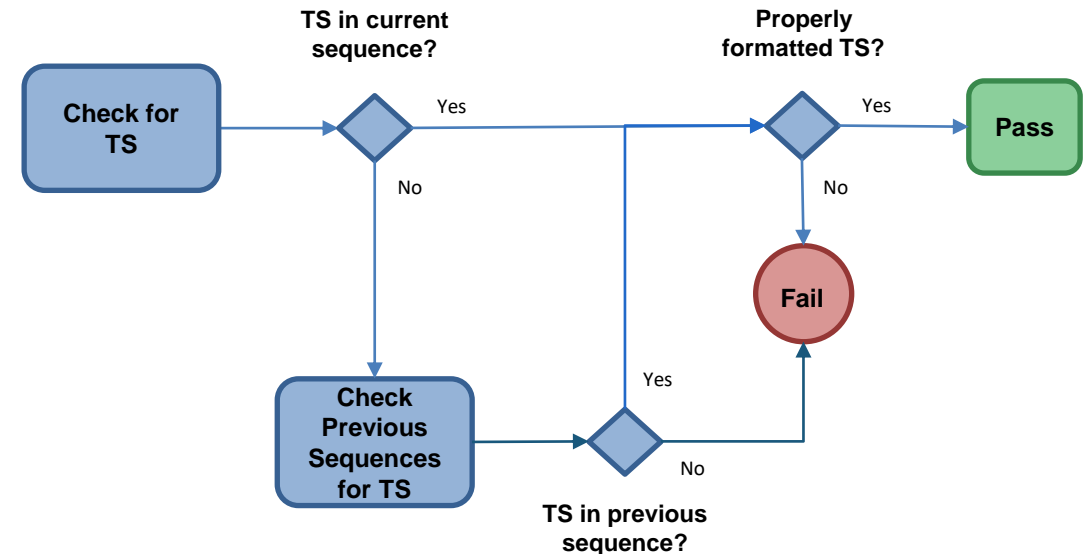 TS in current
sequence?
Properly
formatted TS?
Check for
TS
Yes
Yes
Pass
No
No
Fail
Check
Previous
Sequences
for TS
Yes
No
TS in previous
sequence?